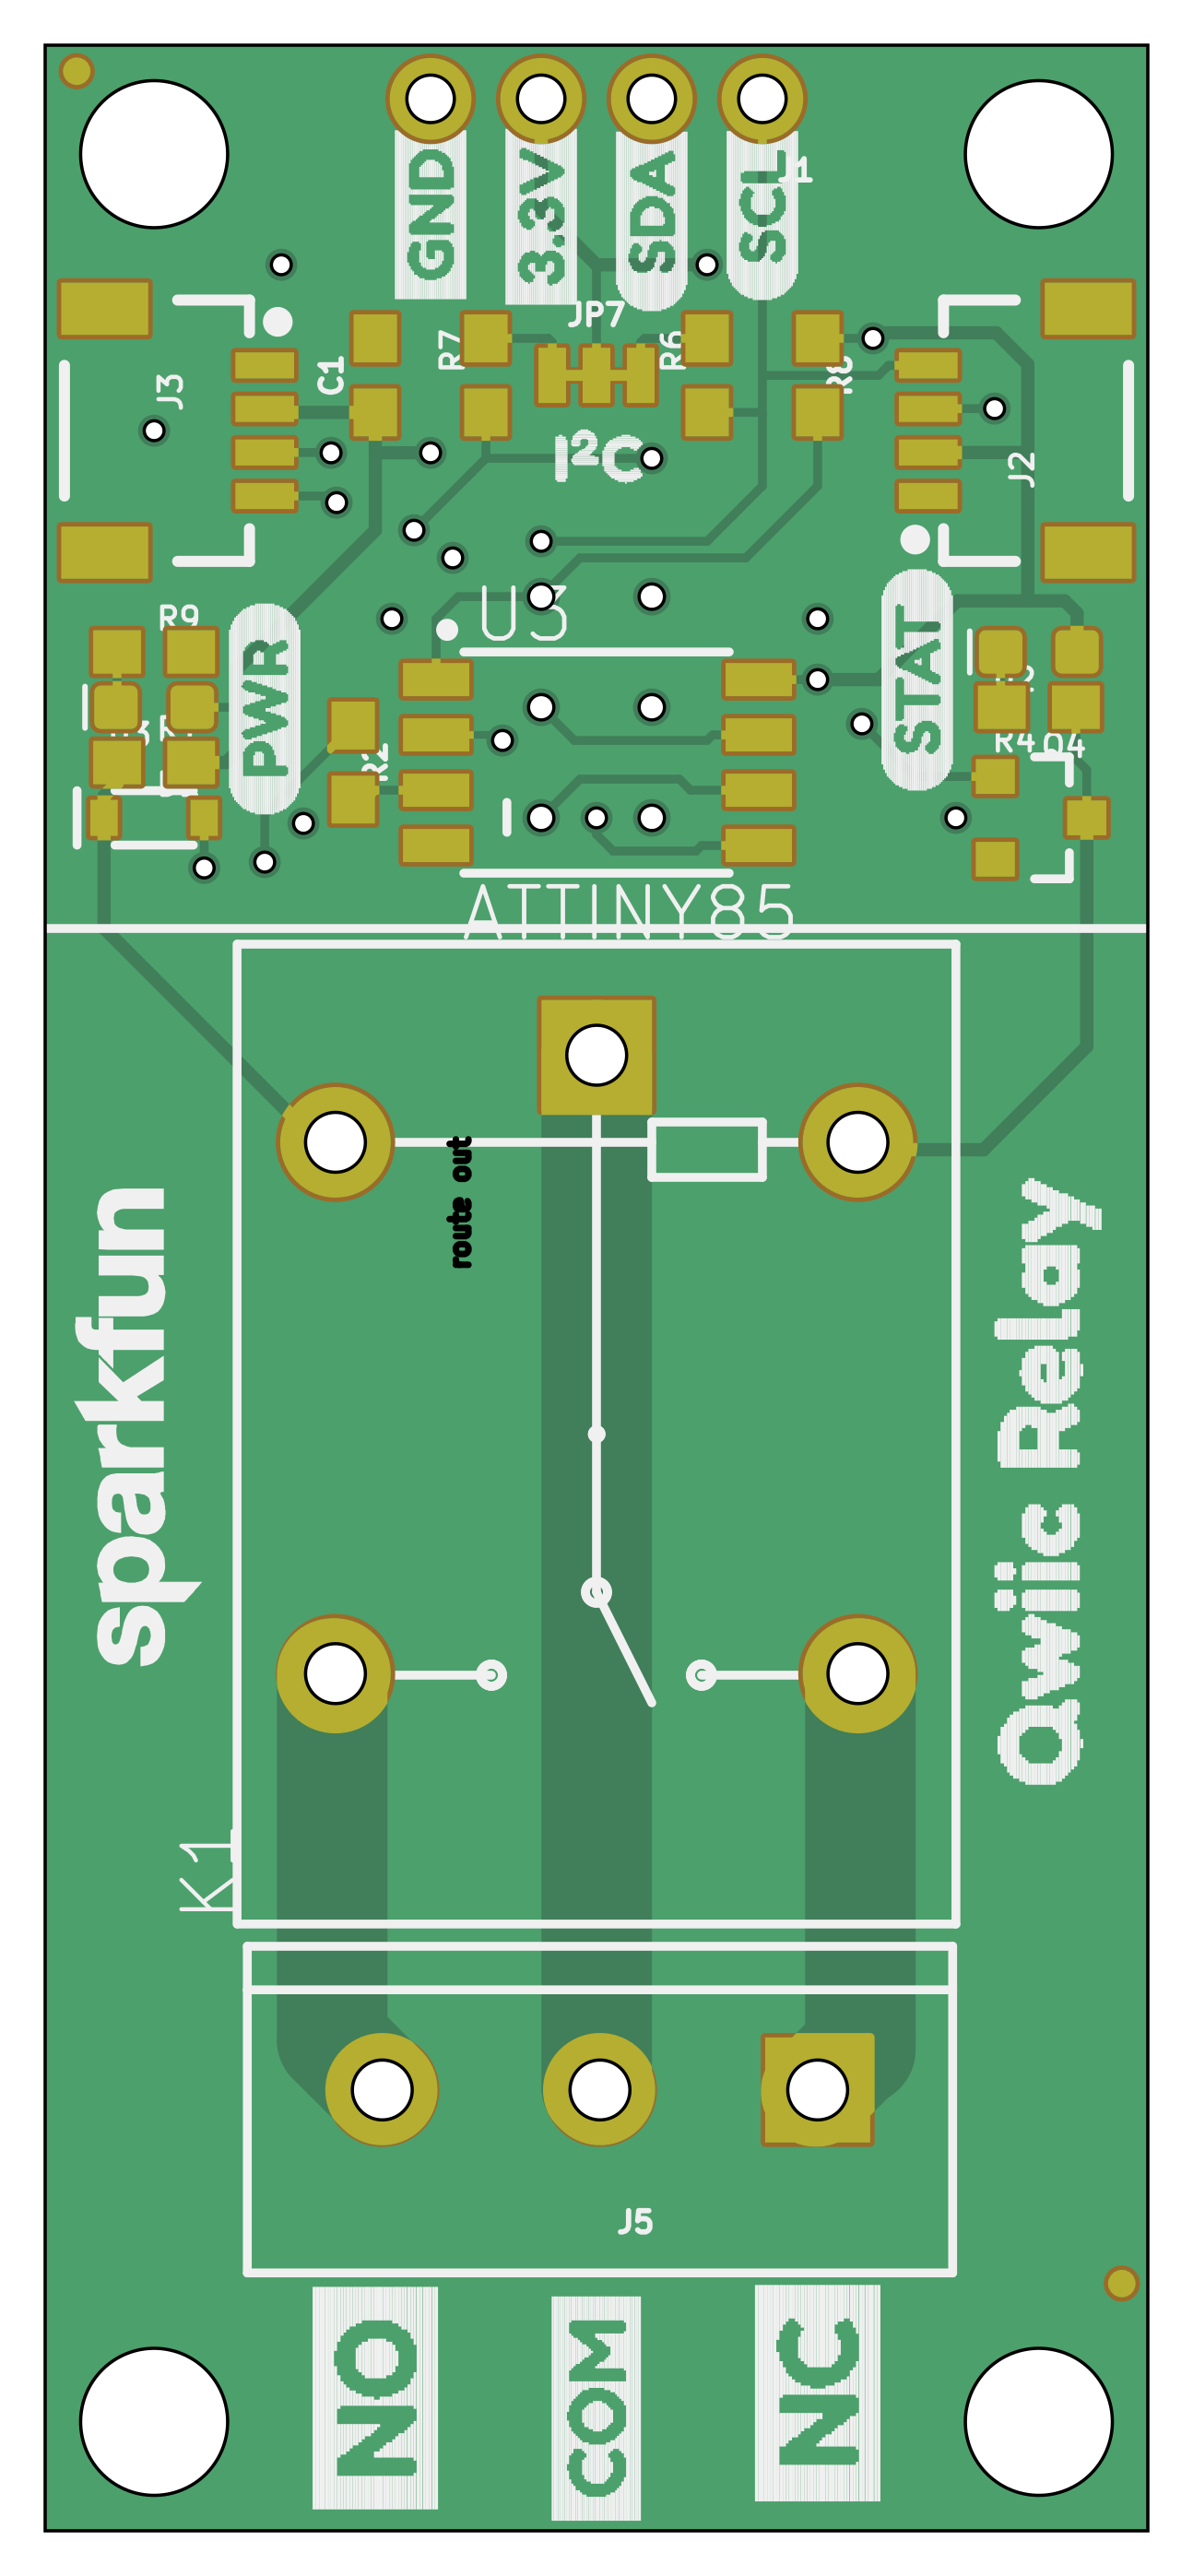 GND 3.3V SDA SCL J1
JP7
R7 R6
J3 C1 R8
I²C
J2
U3
R9
PWR STAT
R4 Q4
ATTINY85
route out
sparkfun
Qwiic Relay
K1
J5
NO COM NC